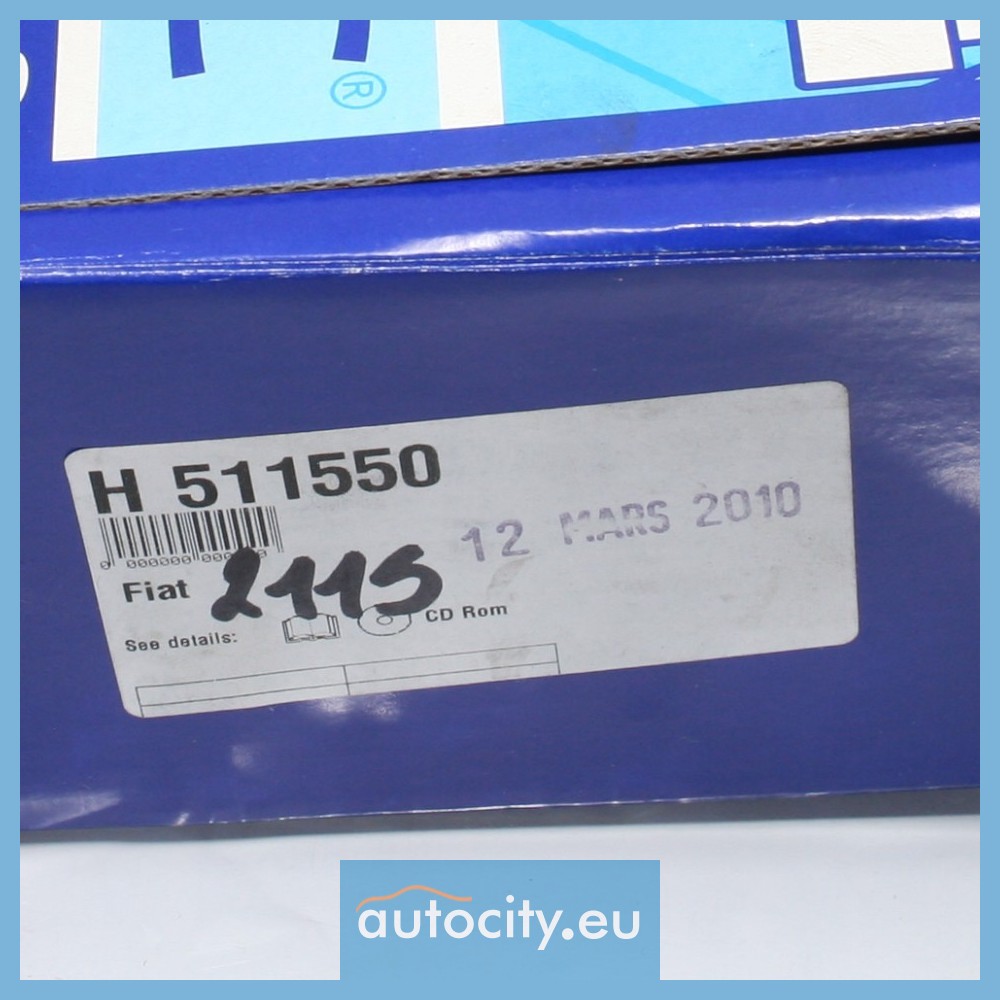 ®
H 511550
12 MARS 2010
Fiat 2115
See details: CD Rom
autocity.eu